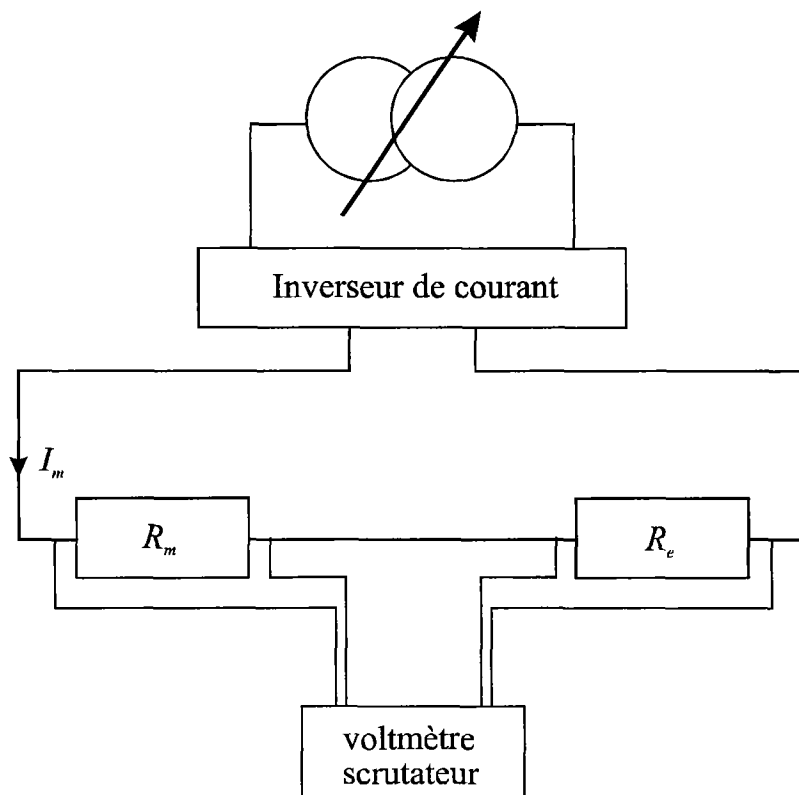 Inverseur de courant
I_m
R_m
R_e
voltmètre
scrutateur